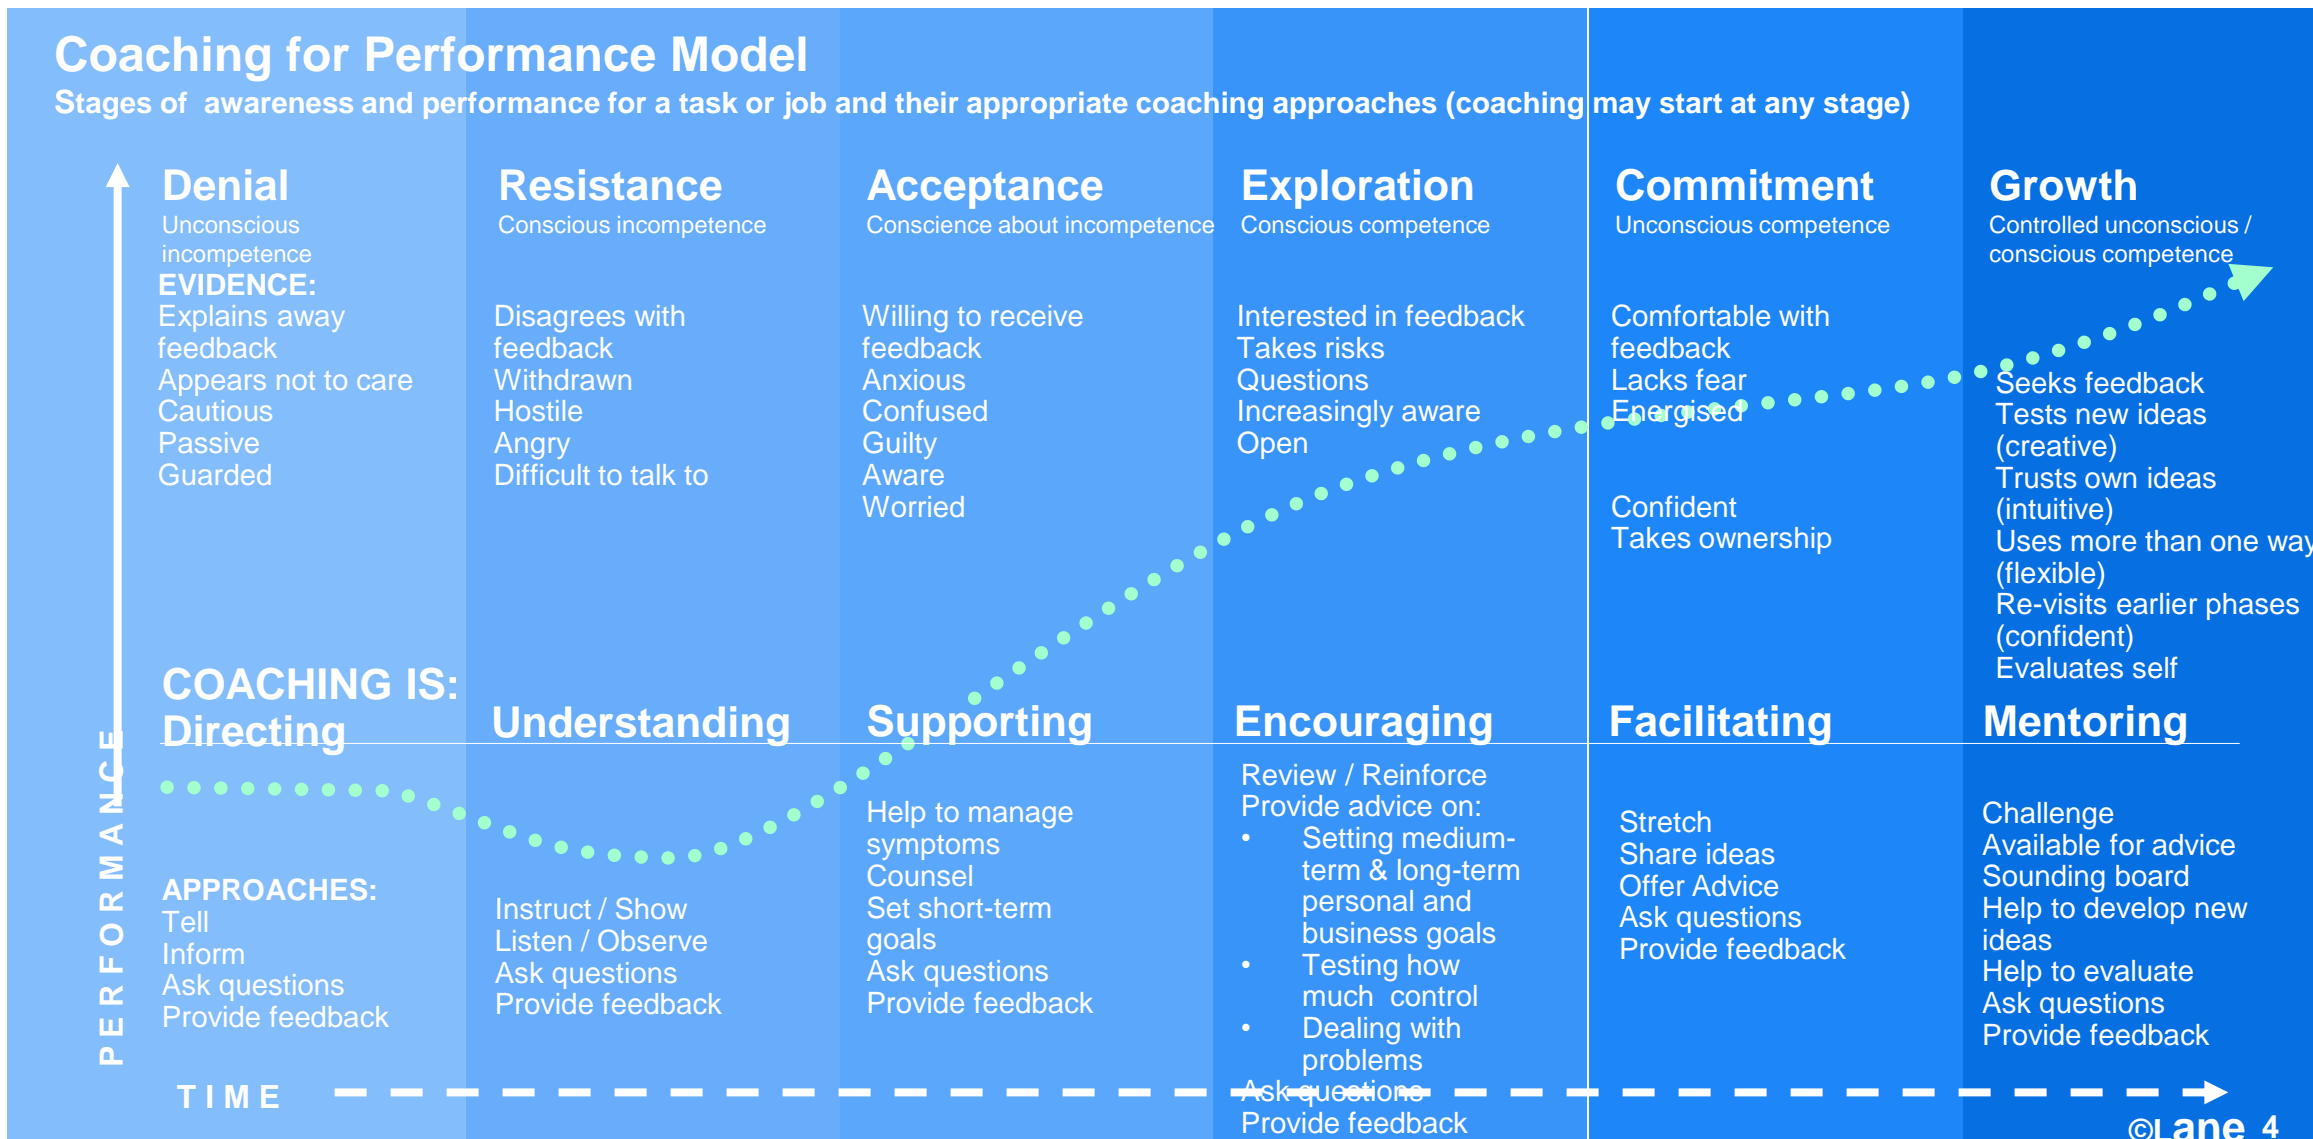 Coaching for Performance Model
Stages of  awareness and performance for a task or job and their appropriate coaching approaches (coaching may start at any stage)
Denial
Unconscious
incompetence
EVIDENCE:
Explains away
feedback
Appears not to care
Cautious
Passive
Guarded
Resistance
Conscious incompetence
Disagrees with
feedback
Withdrawn
Hostile
Angry
Difficult to talk to
Acceptance
Conscience about incompetence
Willing to receive
feedback
Anxious
Confused
Guilty
Aware
Worried
Exploration
Conscious competence
Interested in feedback
Takes risks
Questions
Increasingly aware
Open
Commitment
Unconscious competence
Comfortable with
feedback
Lacks fear
Energised
Confident
Takes ownership
Growth
Controlled unconscious /
conscious competence
Seeks feedback
Tests new ideas
(creative)
Trusts own ideas
(intuitive)
Uses more than one way
(flexible)
Re-visits earlier phases
(confident)
Evaluates self
COACHING IS:
Directing
APPROACHES:
Tell
Inform
Ask questions
Provide feedback
Understanding
Instruct / Show
Listen / Observe
Ask questions
Provide feedback
Supporting
Help to manage
symptoms
Counsel
Set short-term
goals
Ask questions
Provide feedback
Encouraging
Review / Reinforce
Provide advice on:
• Setting medium-
term & long-term
personal and
business goals
• Testing how
much  control
• Dealing with
problems
Ask questions
Provide feedback
Facilitating
Stretch
Share ideas
Offer Advice
Ask questions
Provide feedback
Mentoring
Challenge
Available for advice
Sounding board
Help to develop new
ideas
Help to evaluate
Ask questions
Provide feedback
PERFORMANCE
TIME
©Lane 4